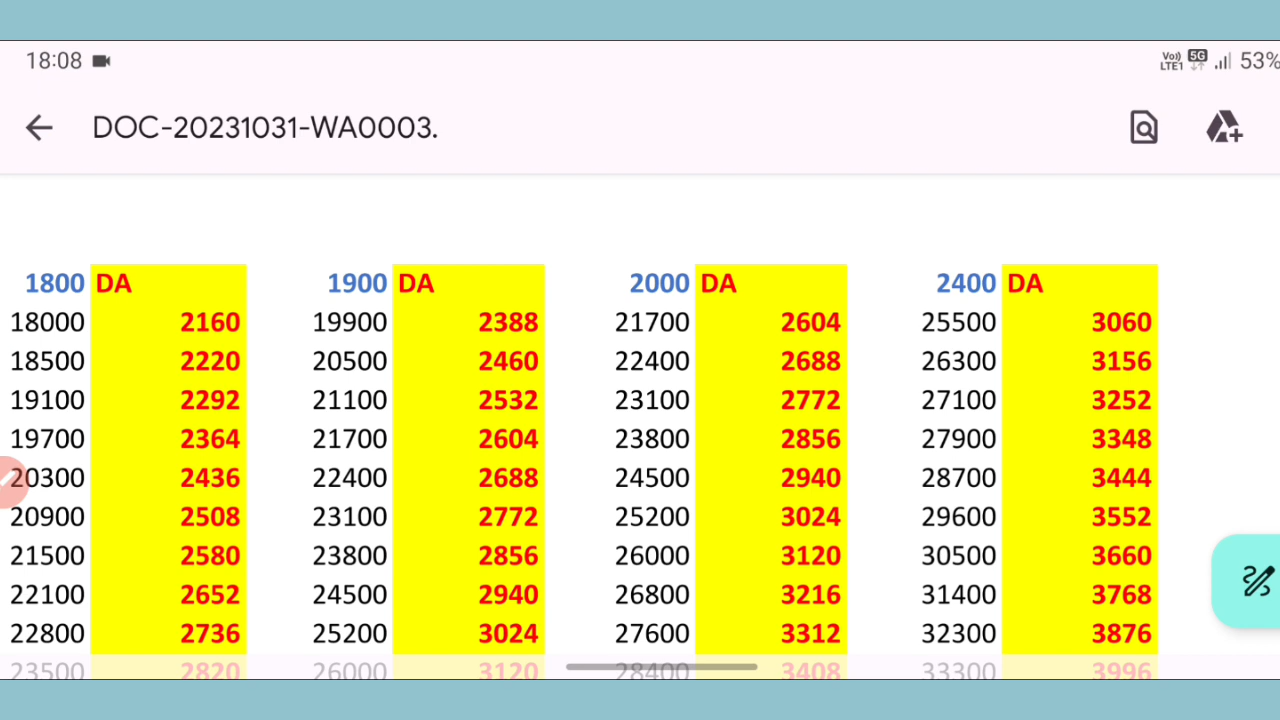 18:08 Vo) LTE1 5G 53%
DOC-20231031-WA0003.
1800 DA 1900 DA 2000 DA 2400 DA
18000 2160 19900 2388 21700 2604 25500 3060
18500 2220 20500 2460 22400 2688 26300 3156
19100 2292 21100 2532 23100 2772 27100 3252
19700 2364 21700 2604 23800 2856 27900 3348
20300 2436 22400 2688 24500 2940 28700 3444
20900 2508 23100 2772 25200 3024 29600 3552
21500 2580 23800 2856 26000 3120 30500 3660
22100 2652 24500 2940 26800 3216 31400 3768
22800 2736 25200 3024 27600 3312 32300 3876
23500 2820 26000 3120 28400 3408 33300 3996